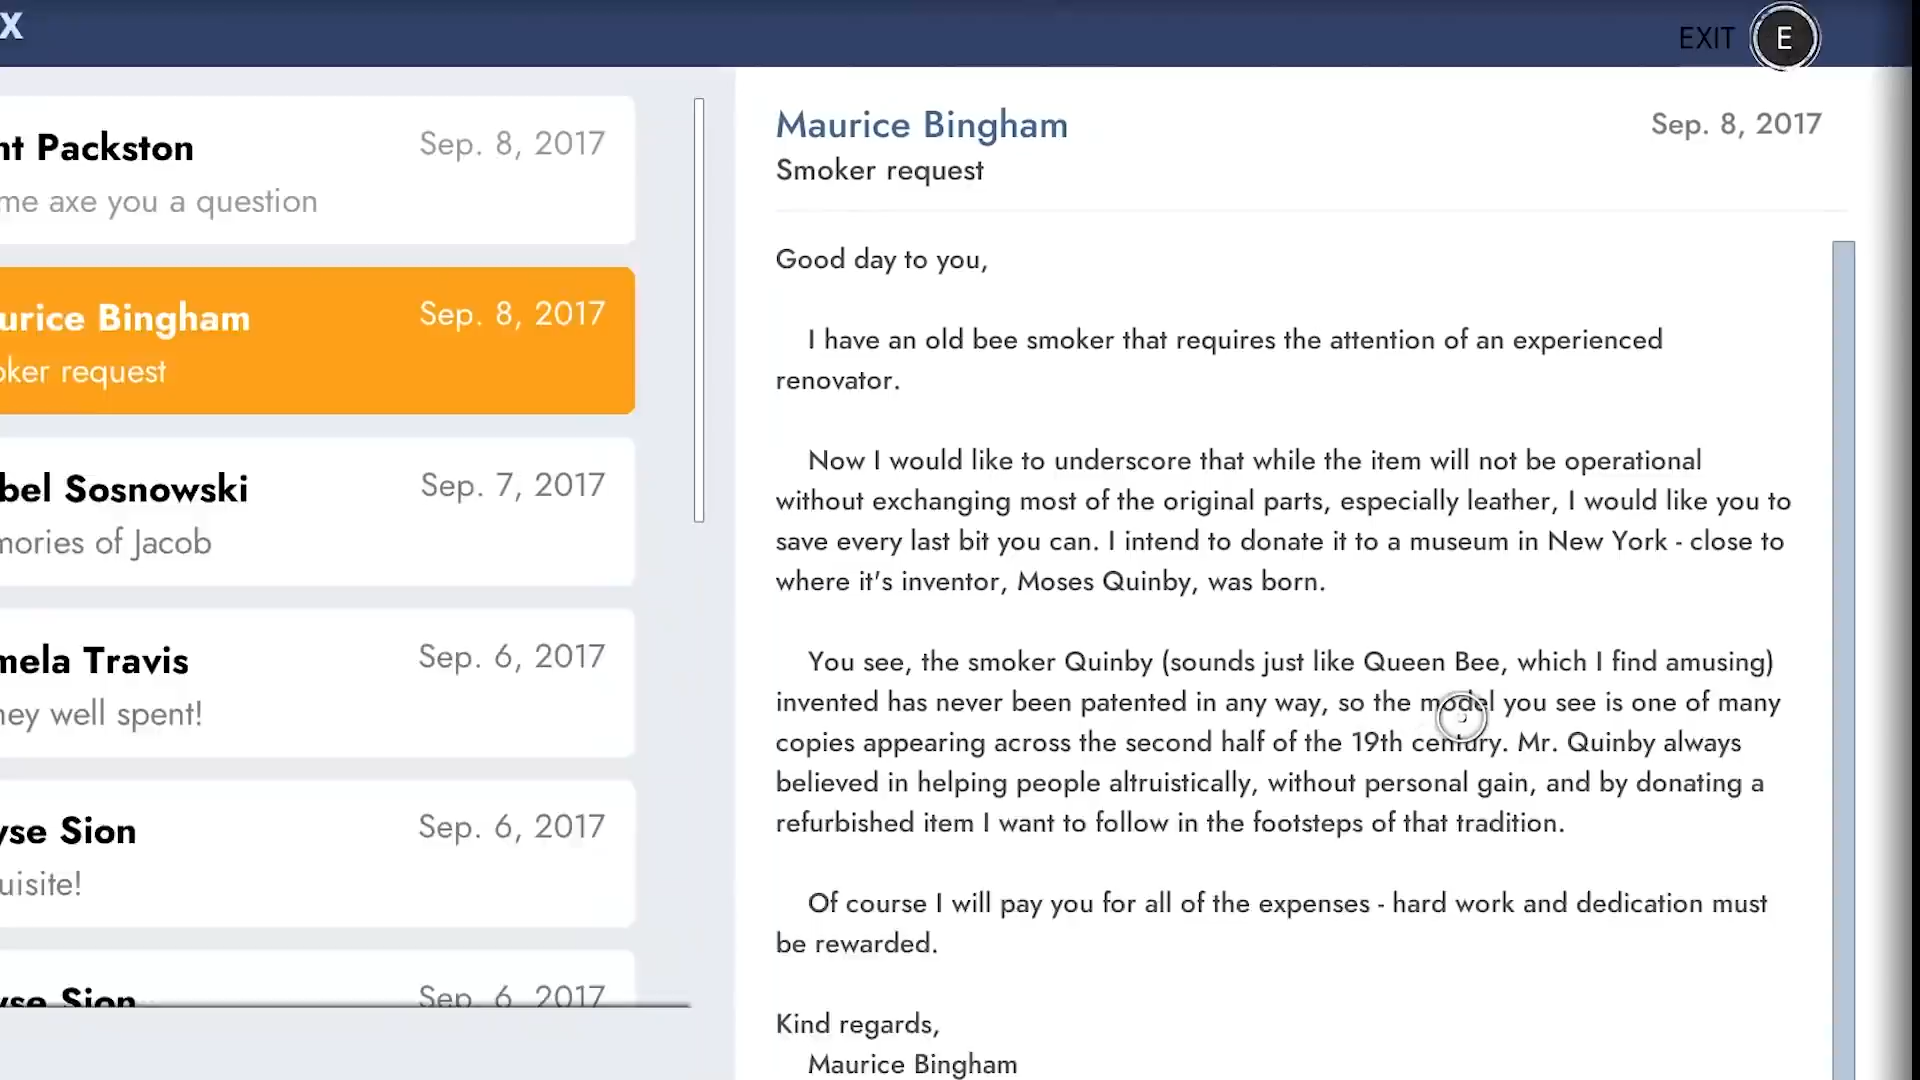 X
EXIT E
nt Packston Sep. 8, 2017
me axe you a question
urice Bingham Sep. 8, 2017
ker request
bel Sosnowski Sep. 7, 2017
mories of Jacob
mela Travis Sep. 6, 2017
ney well spent!
yse Sion Sep. 6, 2017
uisite!
yse Sion Sep. 6, 2017
Maurice Bingham Sep. 8, 2017
Smoker request
Good day to you,
I have an old bee smoker that requires the attention of an experienced
renovator.
Now I would like to underscore that while the item will not be operational
without exchanging most of the original parts, especially leather, I would like you to
save every last bit you can. I intend to donate it to a museum in New York - close to
where it's inventor, Moses Quinby, was born.
You see, the smoker Quinby (sounds just like Queen Bee, which I find amusing)
invented has never been patented in any way, so the model you see is one of many
copies appearing across the second half of the 19th century. Mr. Quinby always
believed in helping people altruistically, without personal gain, and by donating a
refurbished item I want to follow in the footsteps of that tradition.
Of course I will pay you for all of the expenses - hard work and dedication must
be rewarded.
Kind regards,
Maurice Bingham